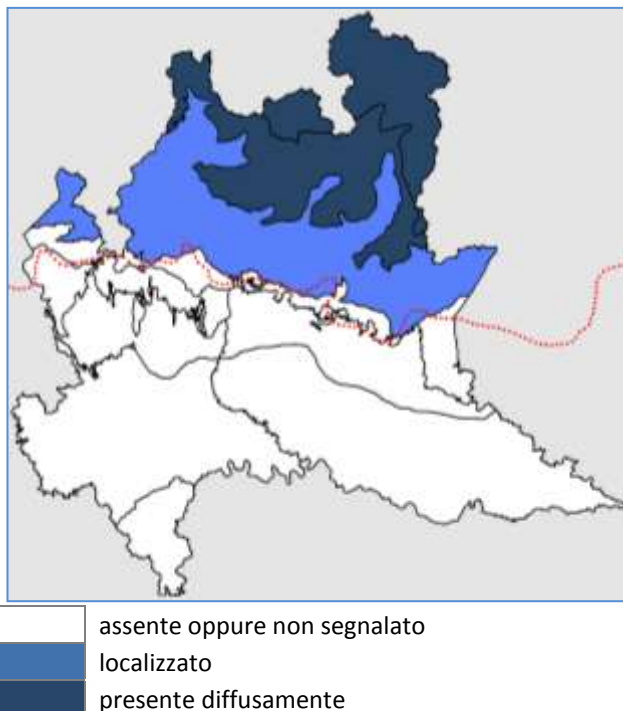 assente oppure non segnalato
localizzato
presente diffusamente